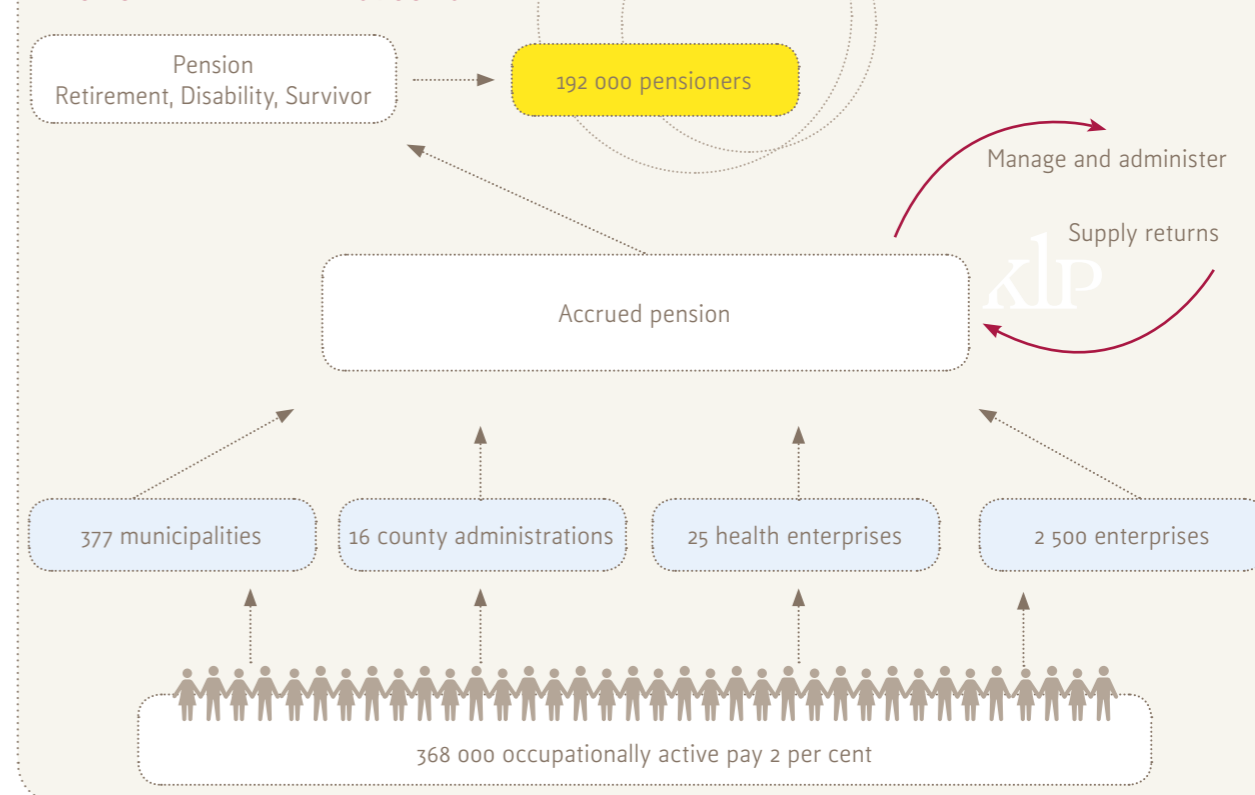 Pension
Retirement, Disability, Survivor
192 000 pensioners
Manage and administer
Supply returns
klp
Accrued pension
377 municipalities
16 county administrations
25 health enterprises
2 500 enterprises
368 000 occupationally active pay 2 per cent